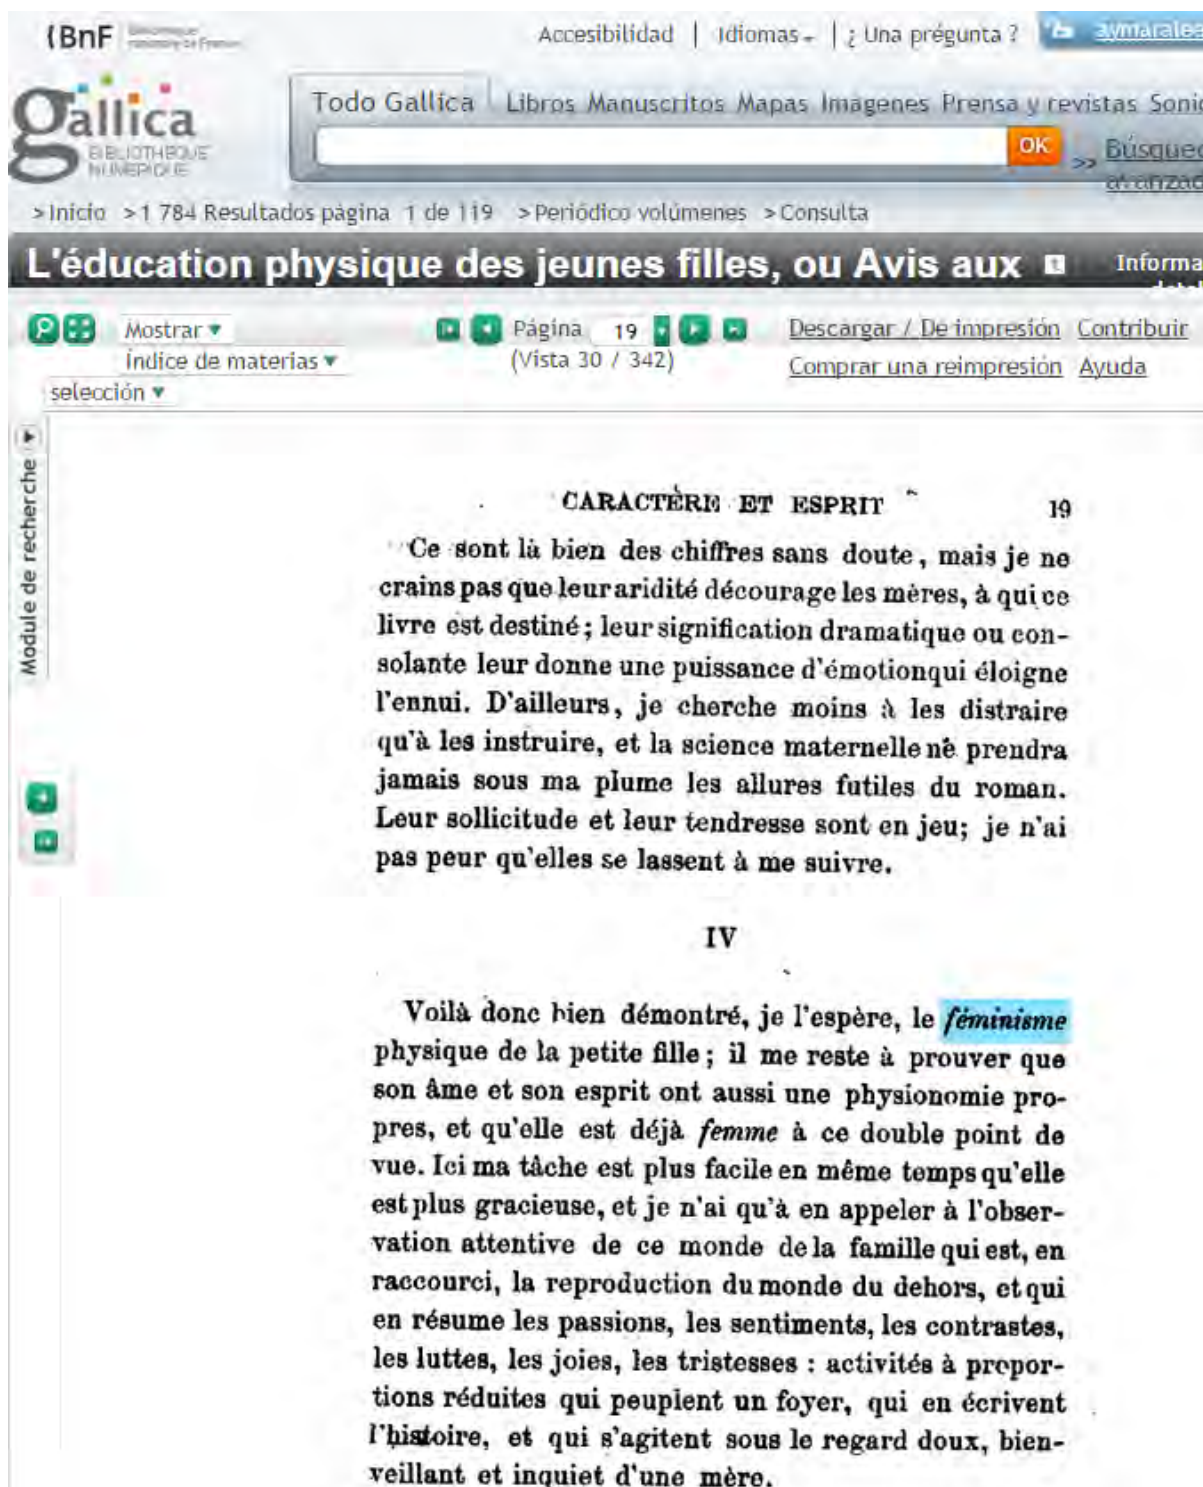 (BnF
Accesibilidad | Idiomas | ¿ Una pregunta ?
gallica
BIBLIOTHÈQUE
NUMÉRIQUE
Todo Gallica Libros Manuscritos Mapas Imágenes Prensa y revistas
OK >>
>Inicio >1 784 Resultados página 1 de 119 >Periódico volúmenes >Consulta
L'éducation physique des jeunes filles, ou Avis aux t Informa
Mostrar
Índice de materias
selección
Página 19
(Vista 30 / 342)
Descargar / De impresión Contribuir
Comprar una reimpresión Ayuda
Module de recherche
CARACTÈRE ET ESPRIT 19
Ce sont là bien des chiffres sans doute, mais je ne
crains pas que leur aridité décourage les mères, à qui ce
livre est destiné; leur signification dramatique ou con-
solante leur donne une puissance d'émotionqui éloigne
l'ennui. D'ailleurs, je cherche moins à les distraire
qu'à les instruire, et la science maternelle ne prendra
jamais sous ma plume les allures futiles du roman.
Leur sollicitude et leur tendresse sont en jeu; je n'ai
pas peur qu'elles se lassent à me suivre.
IV
Voilà donc bien démontré, je l'espère, le féminisme
physique de la petite fille; il me reste à prouver que
son âme et son esprit ont aussi une physionomie pro-
pres, et qu'elle est déjà femme à ce double point de
vue. Ici ma tâche est plus facile en même temps qu'elle
est plus gracieuse, et je n'ai qu'à en appeler à l'obser-
vation attentive de ce monde de la famille qui est, en
raccourci, la reproduction du monde du dehors, et qui
en résume les passions, les sentiments, les contrastes,
les luttes, les joies, les tristesses : activités à propor-
tions réduites qui peuplent un foyer, qui en écrivent
l'histoire, et qui s'agitent sous le regard doux, bien-
veillant et inquiet d'une mère.